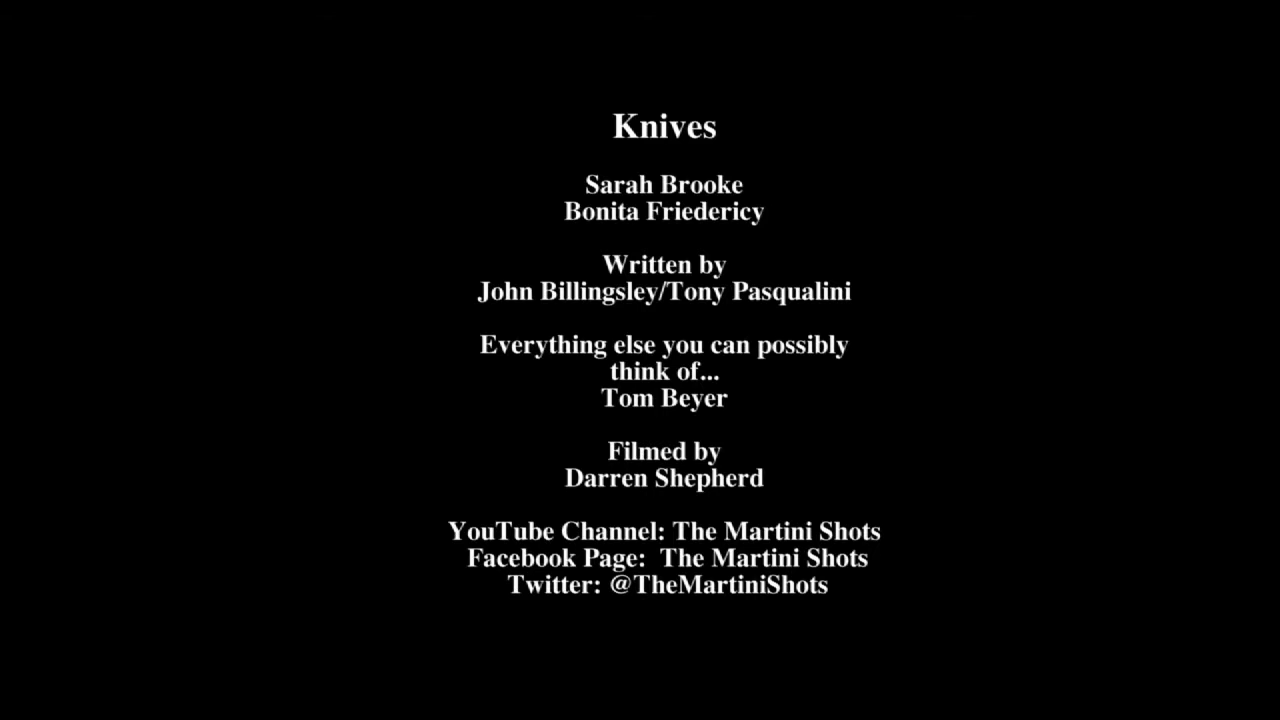 Knives
Sarah Brooke
Bonita Friedericy
Written by
John Billingsley/Tony Pasqualini
Everything else you can possibly
think of...
Tom Beyer
Filmed by
Darren Shepherd
YouTube Channel: The Martini Shots
Facebook Page:  The Martini Shots
Twitter: @TheMartiniShots